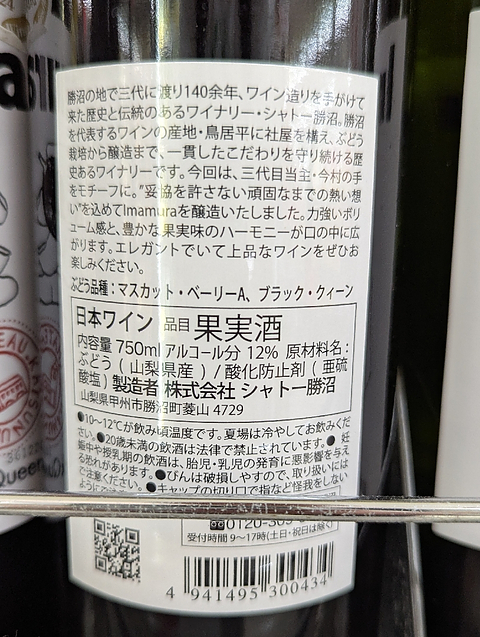 勝沼の地で三代に渡り140余年、ワイン造りを手がけて
来た歴史と伝統のあるワイナリー・シャトー勝沼。勝沼
を代表するワインの産地・鳥居平に社屋を構え、ぶどう
栽培から醸造まで、一貫したこだわりを守り続ける歴
史あるワイナリーです。今回は、三代目当主・今村の手
をモチーフに。"妥協を許さない頑固なまでの熱い想
い"を込めてImamuraを醸造いたしました。力強いボリ
ューム感と、豊かな果実味のハーモニーが口の中に広
がります。エレガントでいて上品なワインをぜひお
楽しみください。
ぶどう品種：マスカット・ベーリーA、ブラック・クィーン
日本ワイン 品目 果実酒
内容量 750ml アルコール分 12% 原材料名：
ぶどう（山梨県産）/酸化防止剤（亜硫
酸塩）製造者 株式会社 シャトー勝沼
山梨県甲州市勝沼町菱山 4729
●10〜12℃が飲み頃温度です。夏場は冷やしてお飲みくだ
さい。●20歳未満の飲酒は法律で禁止されています。● 妊
娠中や授乳期の飲酒は、胎児・乳児の発育に悪影響を与え
る恐れがあります。●びんは破損しやすので、取り扱いには
ご注意ください。●キャップの切り口で指など怪我をしない
ように
0120-369
受付時間 9〜17時(土日・祝日は除く)
4 941495 300434
Queen